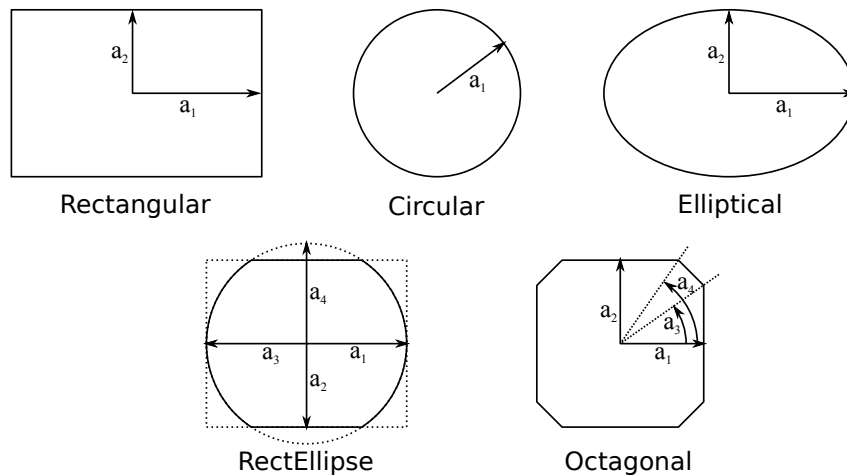 a₂
a₁
Rectangular
a₁
Circular
a₂
a₁
Elliptical
a₄
a₃ a₁
a₂
RectEllipse
a₂
a₄
a₃
a₁
Octagonal